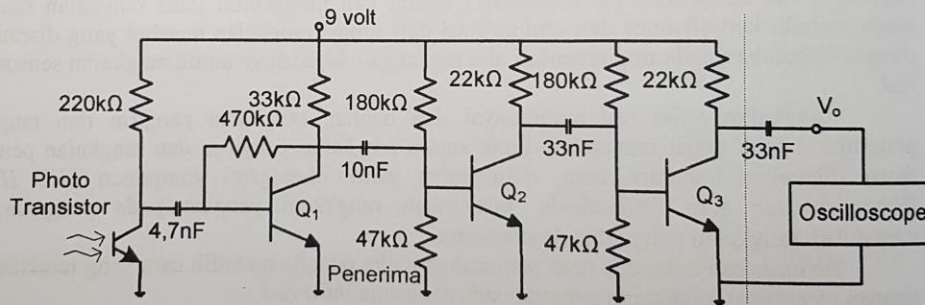 9 volt
220kΩ
33kΩ
470kΩ
180kΩ
22kΩ
180kΩ
22kΩ
10nF
33nF
33nF
Vo
Photo
Transistor
4,7nF
Q1
Q2
Q3
47kΩ
47kΩ
Penerima
Oscilloscope